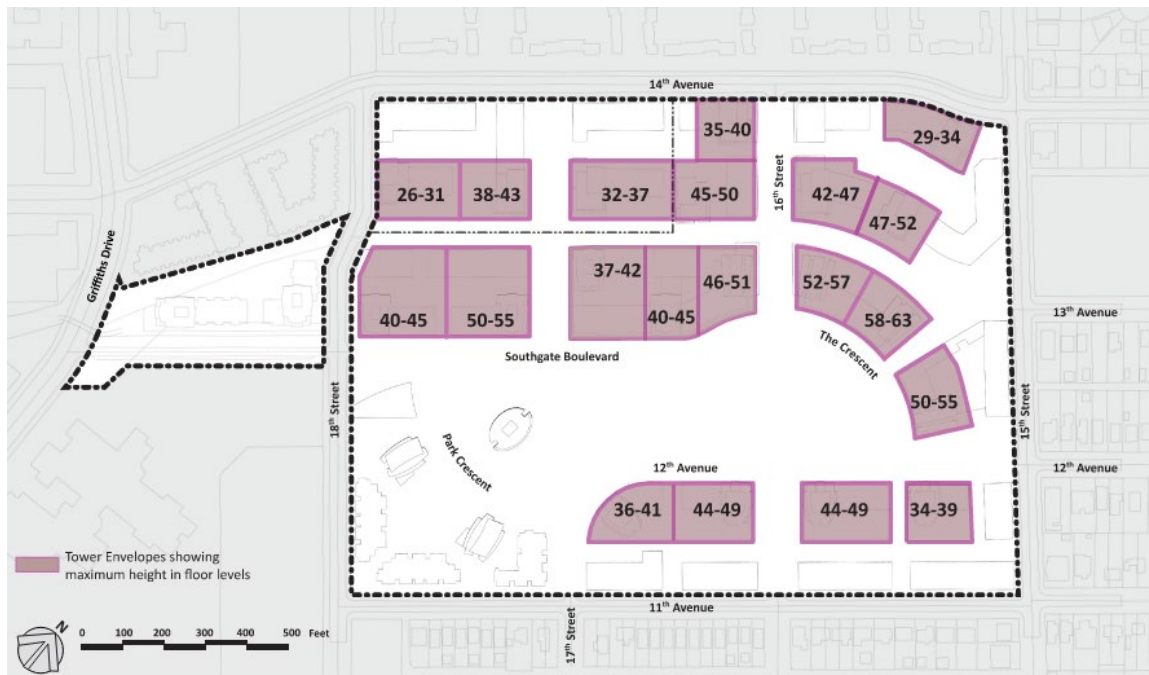 14th Avenue
35-40
29-34
16th Street
26-31
38-43
32-37
45-50
42-47
47-52
Griffiths Drive
37-42
46-51
52-57
40-45
50-55
40-45
58-63
13th Avenue
Southgate Boulevard
The Crescent
18th Street
50-55
15th Street
Park Crescent
12th Avenue
12th Avenue
36-41
44-49
44-49
34-39
Tower Envelopes showing
maximum height in floor levels
11th Avenue
17th Street
N
0 100 200 300 400 500 Feet